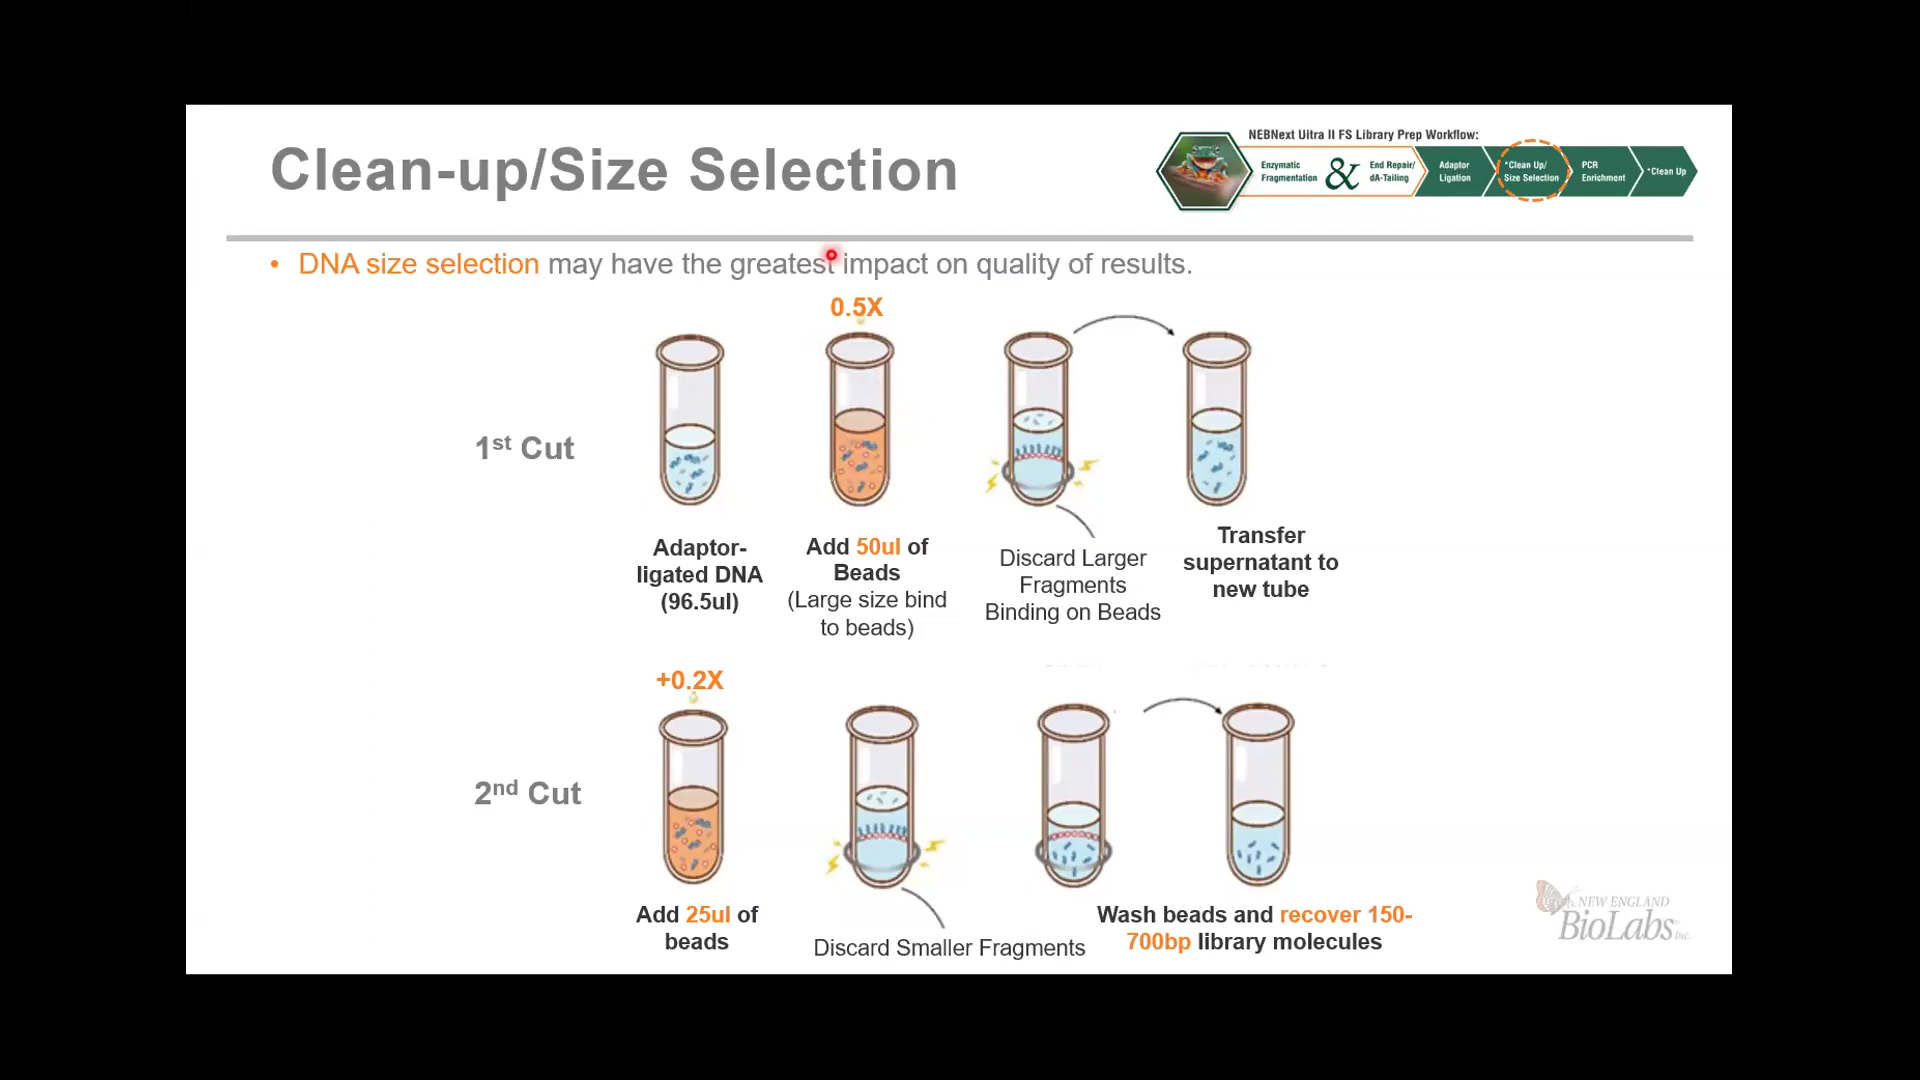 Clean-up/Size Selection
NEBNext Ultra II FS Library Prep Workflow:
Enzymatic
Fragmentation
&
End Repair/
dA-Tailing
Adaptor
Ligation
*Clean Up/
Size Selection
PCR
Enrichment
*Clean Up
• DNA size selection may have the greatest impact on quality of results.
0.5X
1st Cut
Adaptor-
ligated DNA
(96.5ul)
Add 50ul of
Beads
(Large size bind
to beads)
Discard Larger
Fragments
Binding on Beads
Transfer
supernatant to
new tube
+0.2X
2nd Cut
Add 25ul of
beads
Discard Smaller Fragments
Wash beads and recover 150-
700bp library molecules
NEW ENGLAND
BioLabs Inc.